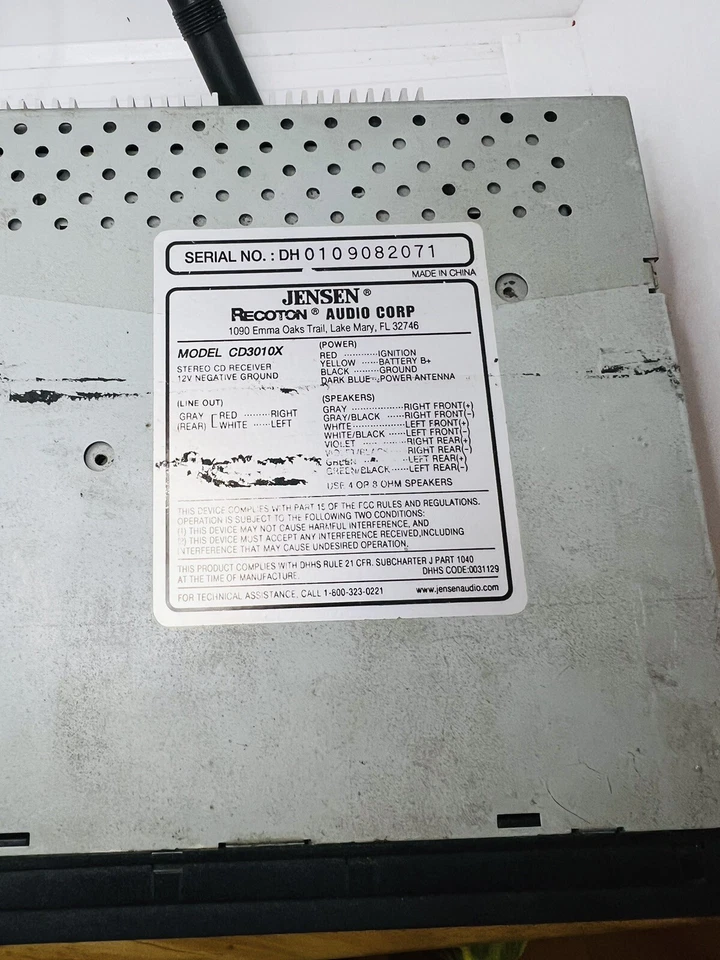 SERIAL NO. : DH 0109082071
MADE IN CHINA
JENSEN®
RECOTON® AUDIO CORP
1090 Emma Oaks Trail, Lake Mary, FL 32746
MODEL CD3010X
STEREO CD RECEIVER
12V NEGATIVE GROUND
(POWER)
RED ············IGNITION
YELLOW ······BATTERY B+
BLACK ·········GROUND
DARK BLUE···POWER ANTENNA
(LINE OUT)
GRAY (REAR) RED ·········RIGHT
WHITE ·····LEFT
(SPEAKERS)
GRAY ·················RIGHT FRONT(+)
GRAY/BLACK ······RIGHT FRONT(-)
WHITE················LEFT FRONT(+)
WHITE/BLACK ·····LEFT FRONT(-)
VIOLET ···············RIGHT REAR(+)
VIOLET/BLACK RIGHT REAR(-)
GREEN LEFT REAR(+)
GREEN/BLACK ·····LEFT REAR(-)
USE 4 OR 8 OHM SPEAKERS
THIS DEVICE COMPLIES WITH PART 15 OF THE FCC RULES AND REGULATIONS.
OPERATION IS SUBJECT TO THE FOLLOWING TWO CONDITIONS:
(1) THIS DEVICE MAY NOT CAUSE HARMFUL INTERFERENCE, AND
(2) THIS DEVICE MUST ACCEPT ANY INTERFERENCE RECEIVED,INCLUDING
INTERFERENCE THAT MAY CAUSE UNDESIRED OPERATION.
THIS PRODUCT COMPLIES WITH DHHS RULE 21 CFR. SUBCHARTER J PART 1040
AT THE TIME OF MANUFACTURE.
DHHS CODE:0031129
FOR TECHNICAL ASSISTANCE, CALL 1-800-323-0221
www.jensenaudio.com